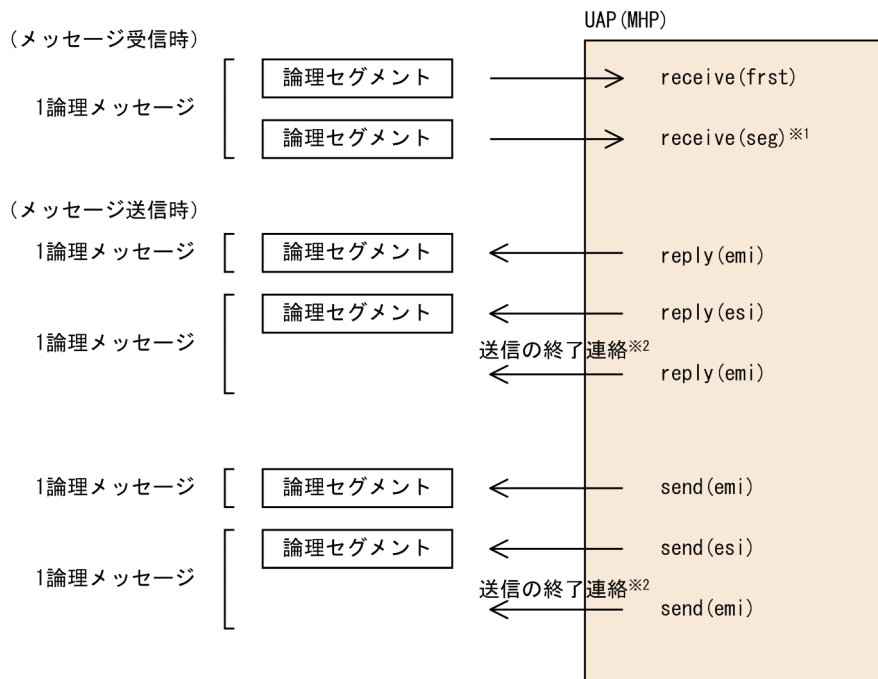 UAP(MHP)
(メッセージ受信時)
論理セグメント receive(frst)
1論理メッセージ
論理セグメント receive(seg)※1
(メッセージ送信時)
1論理メッセージ 論理セグメント reply(emi)
論理セグメント reply(esi)
1論理メッセージ
送信の終了連絡※2
reply(emi)
1論理メッセージ 論理セグメント send(emi)
論理セグメント send(esi)
1論理メッセージ
送信の終了連絡※2
send(emi)